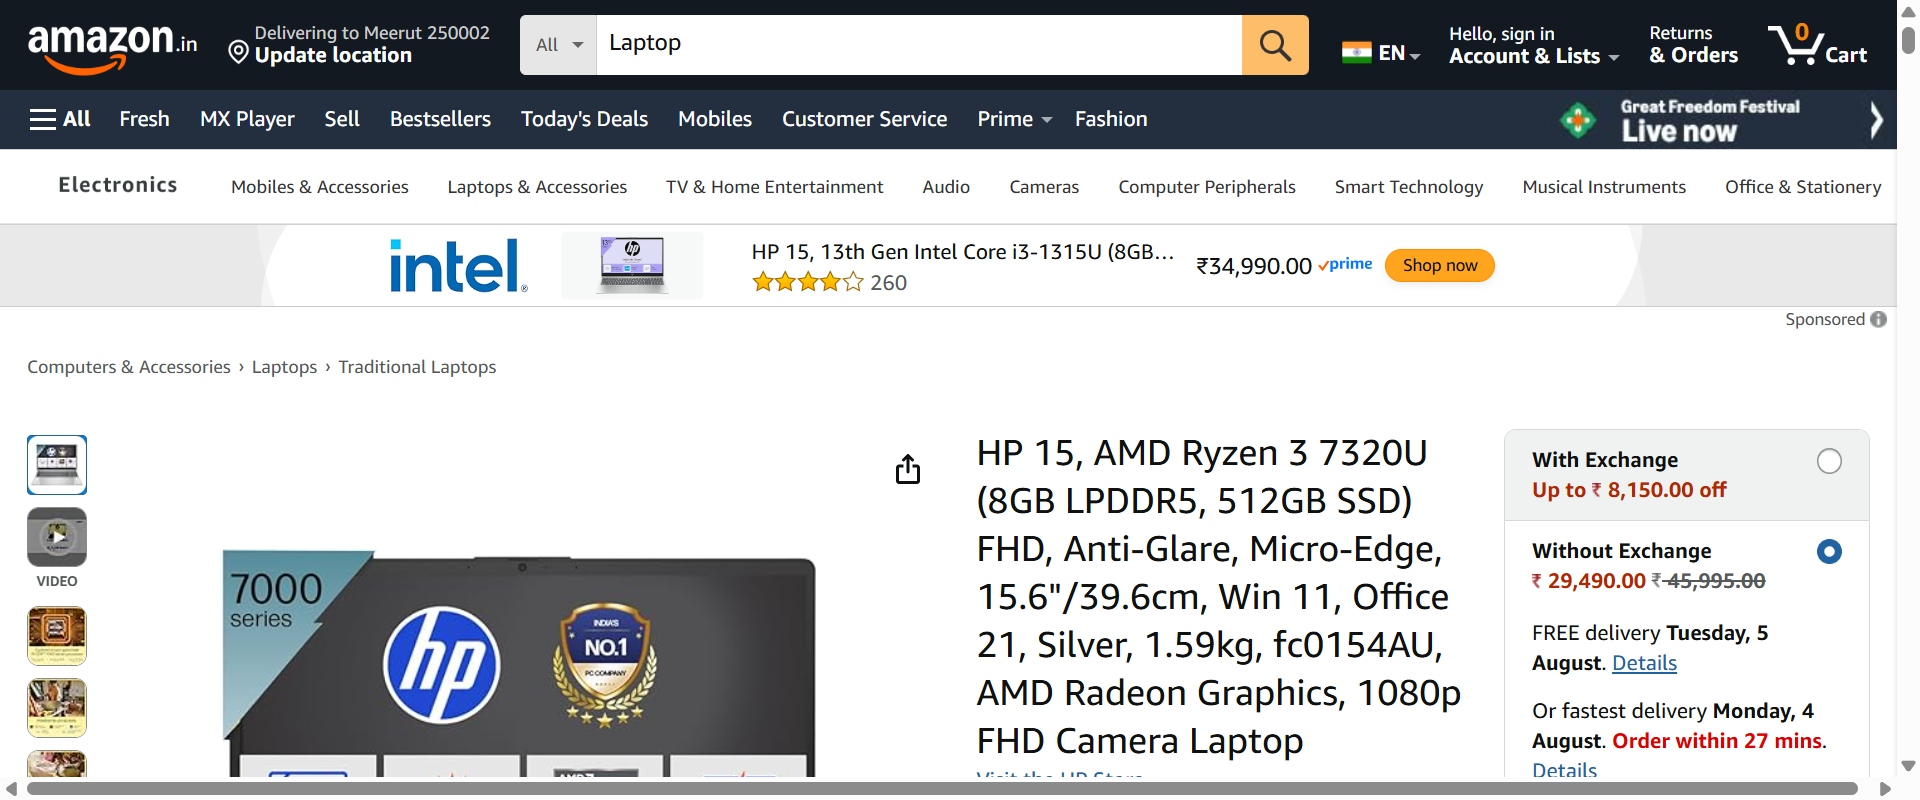 amazon.in
Delivering to Meerut 250002
Update location
All
Laptop
EN
Hello, sign in
Account & Lists
Returns
& Orders
0
Cart
All
Fresh
MX Player
Sell
Bestsellers
Today's Deals
Mobiles
Customer Service
Prime
Fashion
Great Freedom Festival
Live now
Electronics
Mobiles & Accessories
Laptops & Accessories
TV & Home Entertainment
Audio
Cameras
Computer Peripherals
Smart Technology
Musical Instruments
Office & Stationery
intel
HP 15, 13th Gen Intel Core i3-1315U (8GB...
260
₹34,990.00
prime
Shop now
Sponsored
Computers & Accessories › Laptops › Traditional Laptops
VIDEO
7000
series
hp
INDIA'S
NO.1
PC COMPANY
HP 15, AMD Ryzen 3 7320U
(8GB LPDDR5, 512GB SSD)
FHD, Anti-Glare, Micro-Edge,
15.6"/39.6cm, Win 11, Office
21, Silver, 1.59kg, fc0154AU,
AMD Radeon Graphics, 1080p
FHD Camera Laptop
Visit the HP Store
With Exchange
Up to ₹ 8,150.00 off
Without Exchange
₹ 29,490.00 ₹ 45,995.00
FREE delivery Tuesday, 5
August. Details
Or fastest delivery Monday, 4
August. Order within 27 mins.
Details